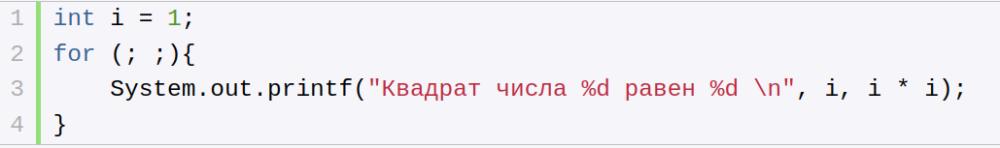 1 int i = 1;
2 for (; ;){
3     System.out.printf("Квадрат числа %d равен %d \n", i, i * i);
4 }